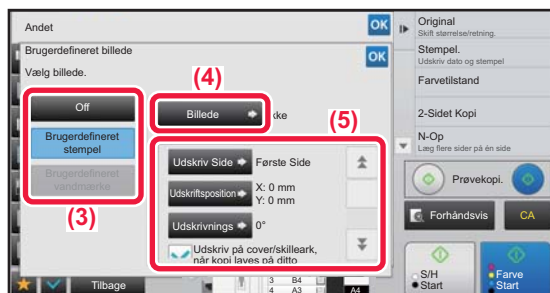 Andet
OK
Brugerdefineret billede
OK
Vælg billede.
(4)
Off
Billede
kke
(5)
Brugerdefineret
stempel
Brugerdefineret
vandmærke
(3)
Udskriv Side
Første Side
Udskriftsposition
X: 0 mm
Y: 0 mm
Udskrivnings
0°
Udskriv på cover/skilleark,
når kopi laves på ditto
Tilbage
3 B4
4 A3
A4
Original
Skift størrelse/retning.
Stempel.
Udskriv dato og stempel
Farvetilstand
2-Sidet Kopi
N-Op
Læg flere sider på én side
Prøvekopi.
Forhåndsvis
CA
S/H
Start
Farve
Start